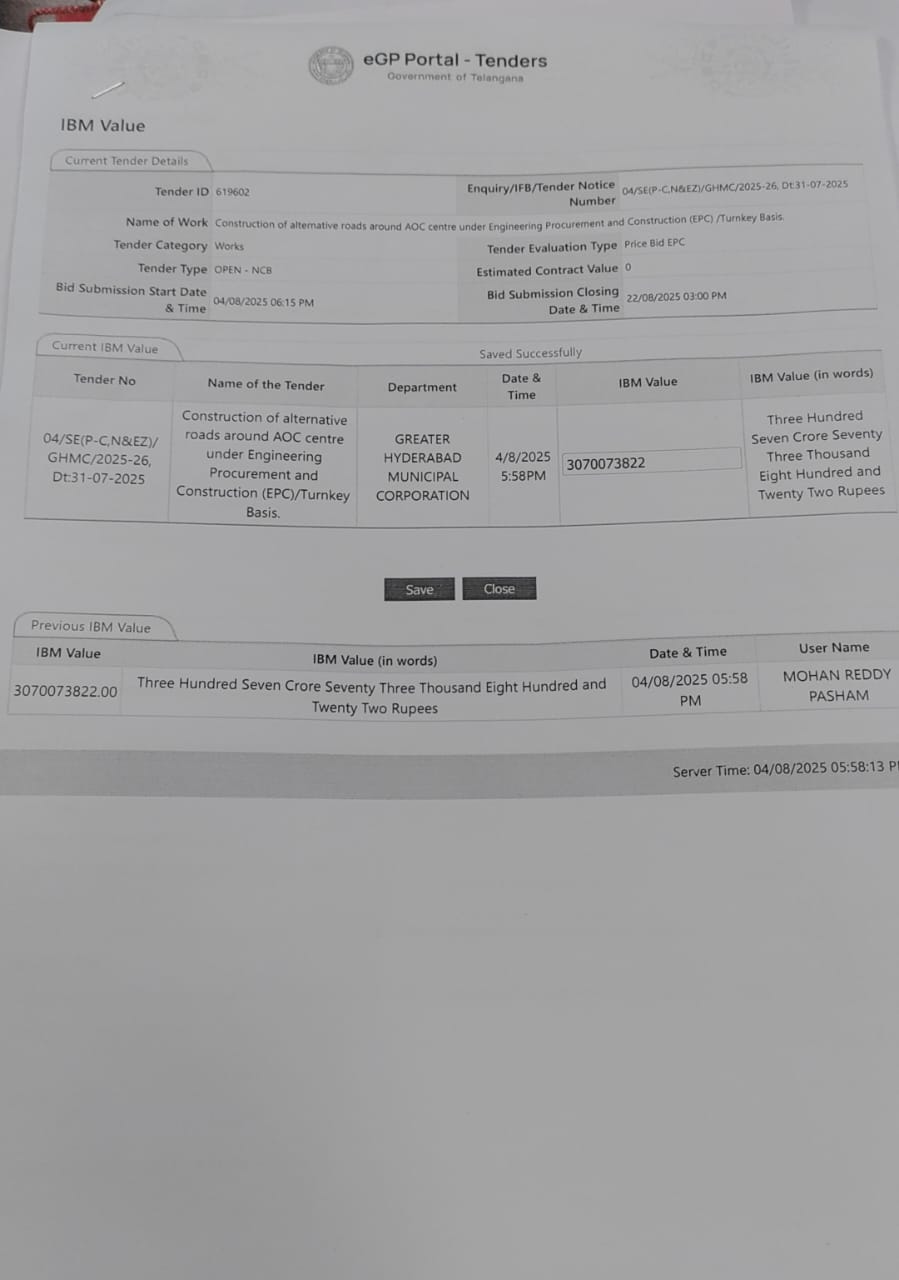 eGP Portal - Tenders
Government of Telangana
IBM Value
Current Tender Details
Tender ID 619602
Enquiry/IFB/Tender Notice Number 04/SE(P-C,N&EZ)/GHMC/2025-26, Dt:31-07-2025
Name of Work Construction of alternative roads around AOC centre under Engineering Procurement and Construction (EPC) /Turnkey Basis.
Tender Category Works
Tender Evaluation Type Price Bid EPC
Tender Type OPEN - NCB
Estimated Contract Value 0
Bid Submission Start Date & Time 04/08/2025 06:15 PM
Bid Submission Closing Date & Time 22/08/2025 03:00 PM
Current IBM Value
Saved Successfully
Tender No
Name of the Tender
Department
Date & Time
IBM Value
IBM Value (in words)
04/SE(P-C,N&EZ)/
GHMC/2025-26,
Dt:31-07-2025
Construction of alternative
roads around AOC centre
under Engineering
Procurement and
Construction (EPC)/Turnkey
Basis.
GREATER
HYDERABAD
MUNICIPAL
CORPORATION
4/8/2025
5:58PM
3070073822
Three Hundred
Seven Crore Seventy
Three Thousand
Eight Hundred and
Twenty Two Rupees
Save
Close
Previous IBM Value
IBM Value
IBM Value (in words)
Date & Time
User Name
3070073822.00
Three Hundred Seven Crore Seventy Three Thousand Eight Hundred and
Twenty Two Rupees
04/08/2025 05:58
PM
MOHAN REDDY
PASHAM
Server Time: 04/08/2025 05:58:13 P